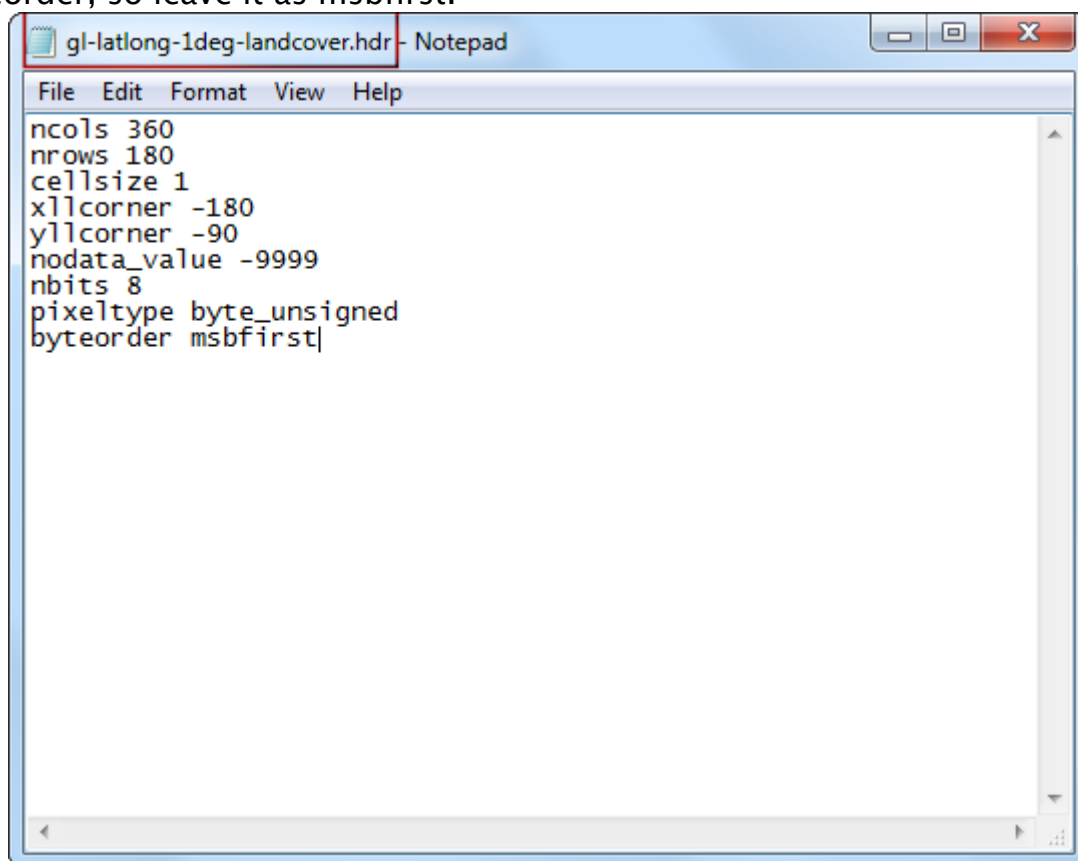 order, so leave it as msbfirst.
gl-latlong-1deg-landcover.hdr - Notepad
File Edit Format View Help
ncols 360
nrows 180
cellsize 1
xllcorner -180
yllcorner -90
nodata_value -9999
nbits 8
pixeltype byte_unsigned
byteorder msbfirst